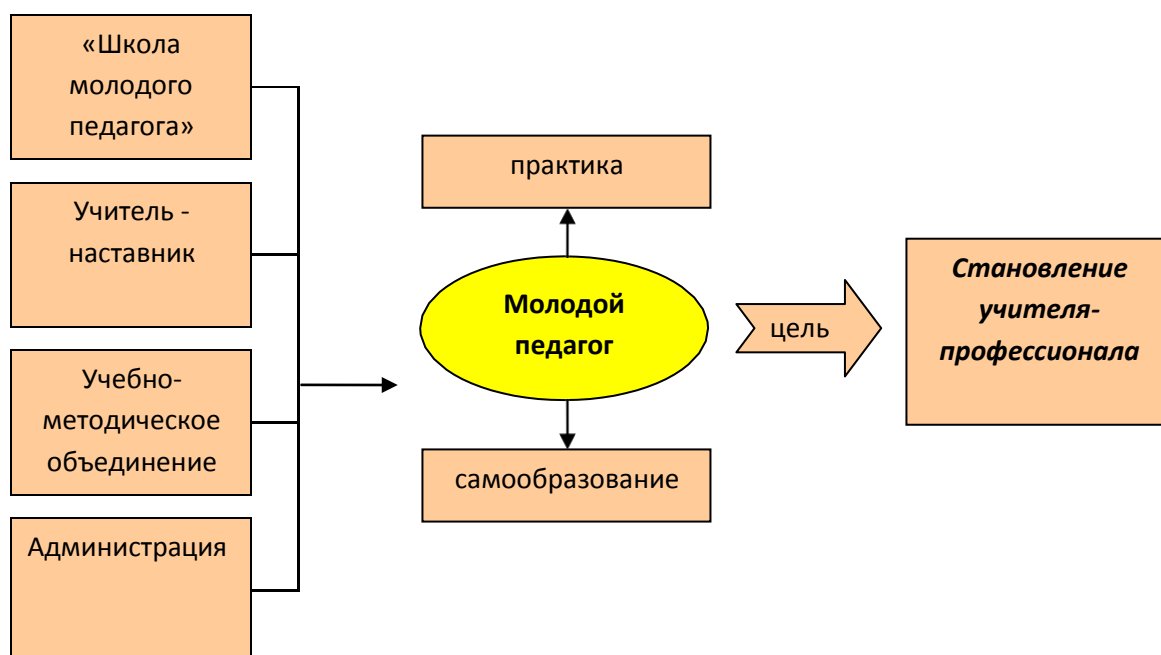 «Школа
молодого
педагога»
Учитель -
наставник
Учебно-
методическое
объединение
Администрация
практика
Молодой
педагог
самообразование
цель
Становление
учителя-
профессионала